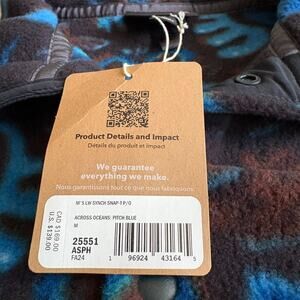 Product Details and Impact
Détails du produit et impact
We guarantee
everything we make.
Nous garantissons tout ce que nous fabriquons.
M'S LW SYNCH SNAP-T P/O
ACROSS OCEANS: PITCH BLUE
M
25551
ASPH
FA24
1 96924 43164 5
CAD $169.00
U.S. $139.00